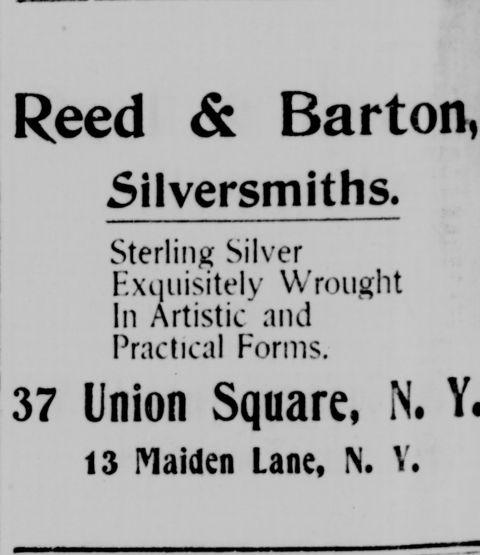 Reed & Barton,
Silversmiths.
Sterling Silver
Exquisitely Wrought
In Artistic and
Practical Forms.
37 Union Square, N. Y.
13 Maiden Lane, N. Y.